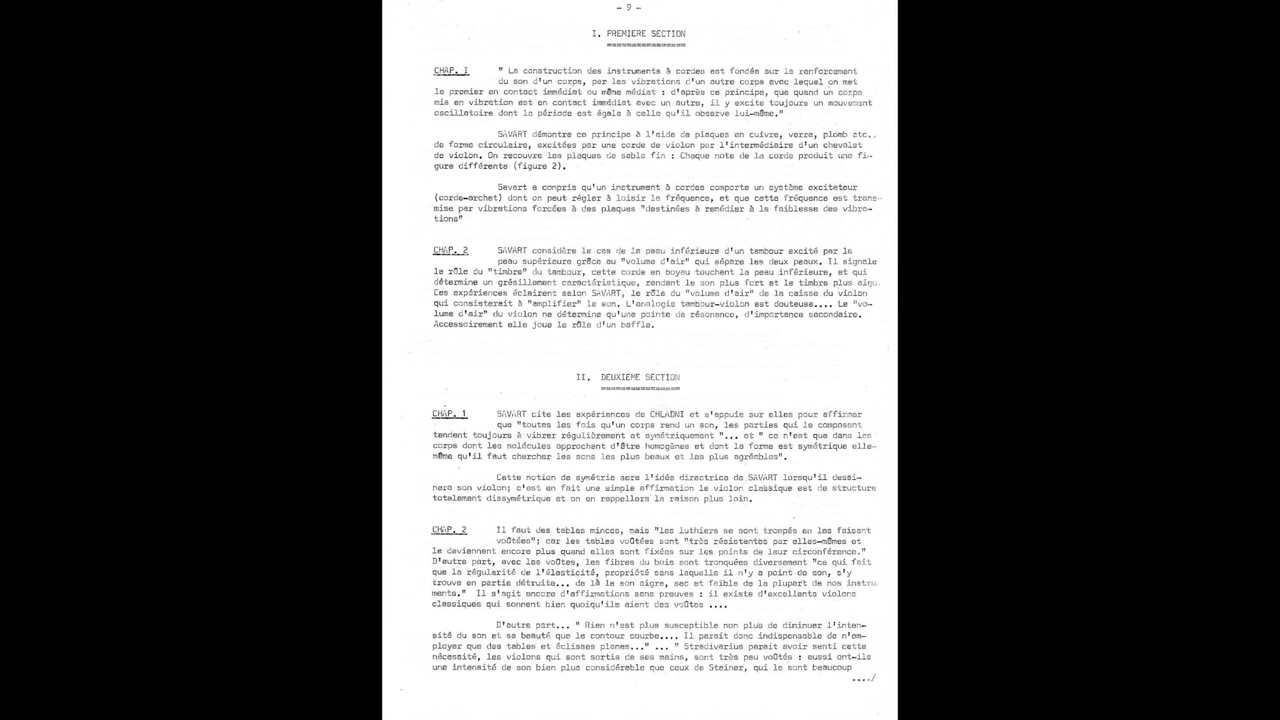 - 9 -
I. PREMIERE SECTION
CHAP. I " La construction des instruments à cordes est fondée sur le renforcement
du son d'un corps, par les vibrations d'un autre corps avec lequel on met
le premier en contact immédiat ou même médiat : d'après ce principe, que quand un corps
mis en vibration est en contact immédiat avec un autre, il y excite toujours un mouvement
oscillatoire dont la période est égale à celle qu'il observe lui-même."
SAVART démontre ce principe à l'aide de plaques en cuivre, verre, plomb etc..
de forme circulaire, excitées par une corde de violon par l'intermédiaire d'un chevalet
de violon. On recouvre les plaques de sable fin : Chaque note de la corde produit une fi-
gure différente (figure 2).
Savart a compris qu'un instrument à cordes comporte un système excitateur
(corde-archet) dont on peut régler à loisir la fréquence, et que cette fréquence est trans-
mise par vibrations forcées à des plaques "destinées à remédier à la faiblesse des vibra-
tions"
CHAP. 2 SAVART considère le cas de la peau inférieure d'un tambour excité par la
peau supérieure grâce au "volume d'air" qui sépare les deux peaux. Il signale
le rôle du "timbre" du tambour, cette corde en boyau touchant la peau inférieure, et qui
détermine un grésillement caractéristique, rendant le son plus fort et le timbre plus aigu.
Ces expériences éclairent selon SAVART, le rôle du "volume d'air" de la caisse du violon
qui consisterait à "amplifier" le son. L'analogie tambour-violon est douteuse.... Le "vo-
lume d'air" du violon ne détermine qu'une pointe de résonance, d'importance secondaire.
Accessoirement elle joue le rôle d'un baffle.
II. DEUXIEME SECTION
CHAP. 1 SAVART cite les expériences de CHLADNI et s'appuie sur elles pour affirmer
que "toutes les fois qu'un corps rend un son, les parties qui le composent
tendent toujours à vibrer régulièrement et symétriquement "... et " ce n'est que dans les
corps dont les molécules approchent d'être homogènes et dont la forme est symétrique elle-
même qu'il faut chercher les sons les plus beaux et les plus agréables".
Cette notion de symétrie sera l'idée directrice de SAVART lorsqu'il dessi-
nera son violon; c'est en fait une simple affirmation le violon classique est de structure
totalement dissymétrique et on en rappellera la raison plus loin.
CHAP. 2 Il faut des tables minces, mais "les luthiers se sont trompés en les faisant
voûtées"; car les tables voûtées sont "très résistantes par elles-mêmes et
le deviennent encore plus quand elles sont fixées sur les points de leur circonférence."
D'autre part, avec les voûtes, les fibres du bois sont tronquées diversement "ce qui fait
que la régularité de l'élasticité, propriété sans laquelle il n'y a point de son, s'y
trouve en partie détruite... de là le son aigre, sec et faible de la plupart de nos instru-
ments." Il s'agit encore d'affirmations sans preuves : il existe d'excellents violons
classiques qui sonnent bien quoiqu'ils aient des voûtes ....
D'autre part... " Rien n'est plus susceptible non plus de diminuer l'inten-
sité du son et sa beauté que le contour courbe.... Il parait donc indispensable de n'em-
ployer que des tables et éclisses planes..." ... " Stradivarius parait avoir senti cette
nécessité, les violons qui sont sortis de ses mains, sont très peu voûtés : aussi ont-ils
une intensité de son bien plus considérable que ceux de Steiner, qui le sont beaucoup
..../